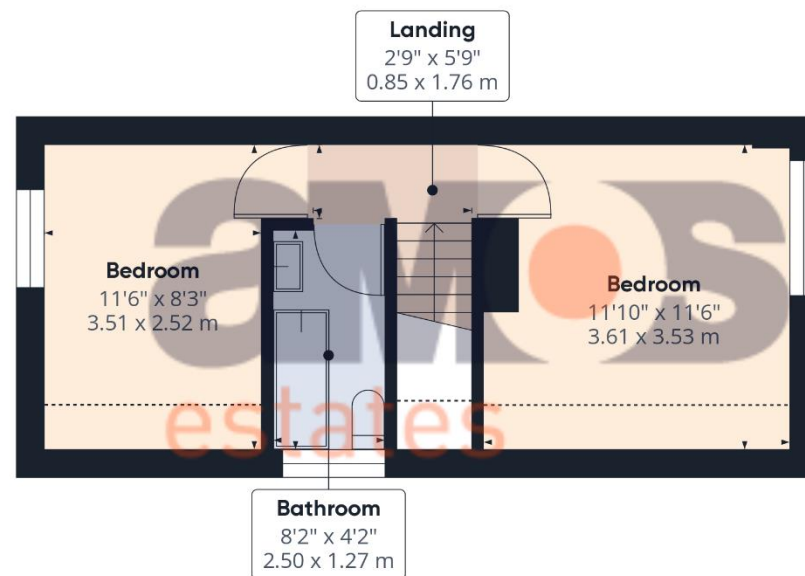 Landing
2'9" x 5'9"
0.85 x 1.76 m
aMos
estates
Bedroom
11'6" x 8'3"
3.51 x 2.52 m
Bedroom
11'10" x 11'6"
3.61 x 3.53 m
Bathroom
8'2" x 4'2"
2.50 x 1.27 m